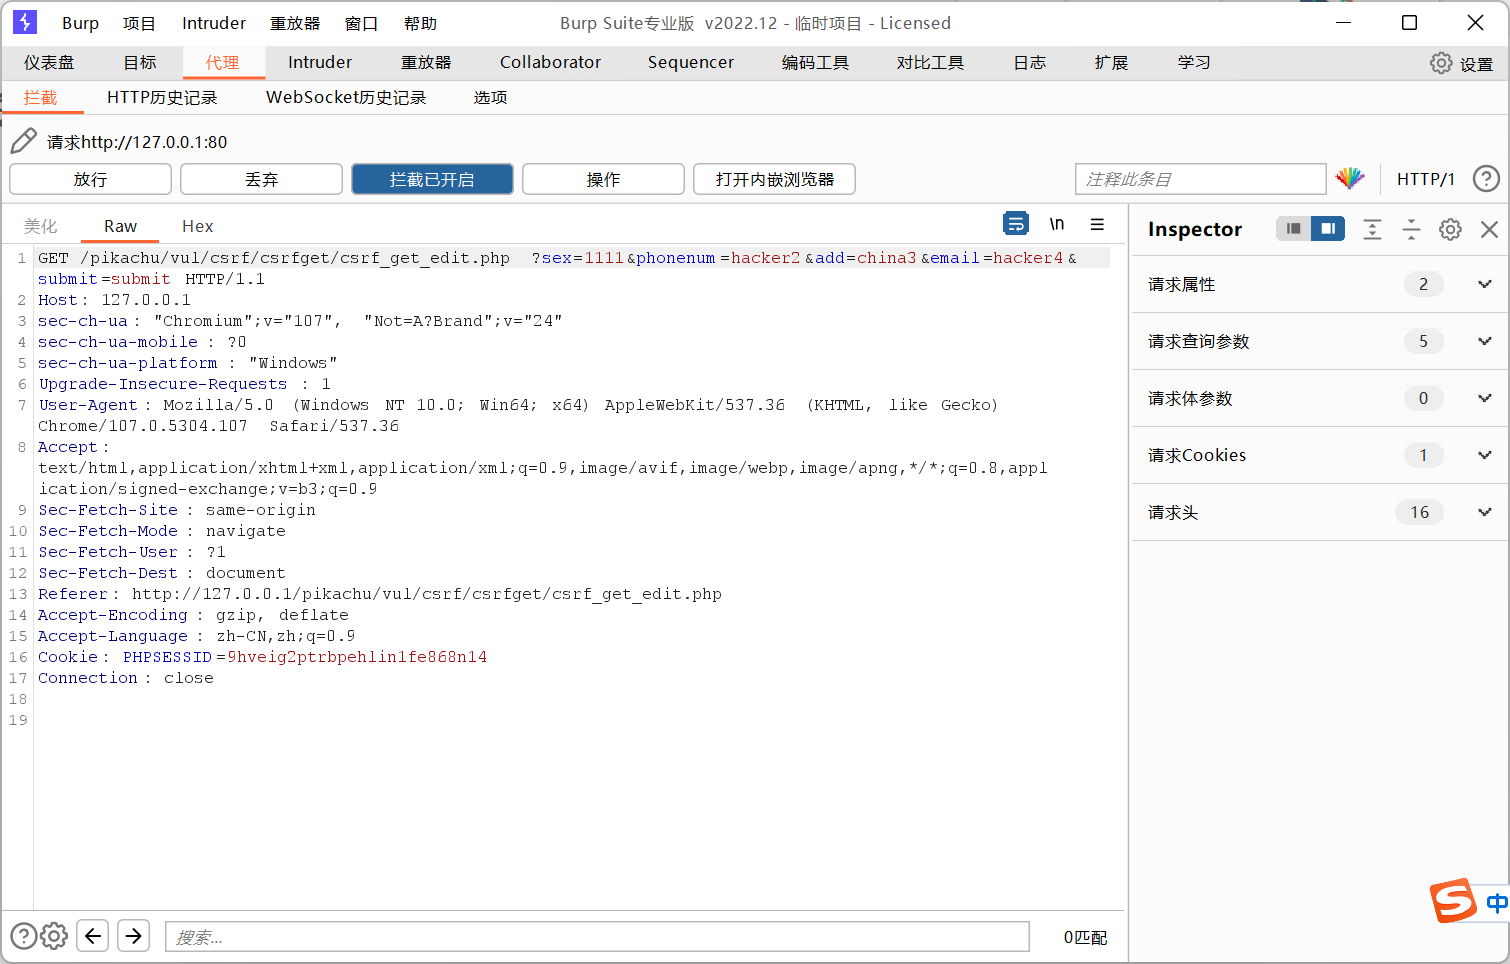 Burp 项目 Intruder 重放器 窗口 帮助 Burp Suite专业版 v2022.12 - 临时项目 - Licensed
仪表盘 目标 代理 Intruder 重放器 Collaborator Sequencer 编码工具 对比工具 日志 扩展 学习 设置
拦截 HTTP历史记录 WebSocket历史记录 选项
请求http://127.0.0.1:80
放行 丢弃 拦截已开启 操作 打开内嵌浏览器 注释此条目 HTTP/1 ?
美化 Raw Hex \n Inspector
1 GET /pikachu/vul/csrf/csrfget/csrf_get_edit.php ?sex=1111&phonenum=hacker2&add=china3&email=hacker4&
submit=submit HTTP/1.1
2 Host: 127.0.0.1
3 sec-ch-ua: "Chromium";v="107", "Not=A?Brand";v="24"
4 sec-ch-ua-mobile : ?0
5 sec-ch-ua-platform : "Windows"
6 Upgrade-Insecure-Requests : 1
7 User-Agent: Mozilla/5.0 (Windows NT 10.0; Win64; x64) AppleWebKit/537.36 (KHTML, like Gecko)
Chrome/107.0.5304.107 Safari/537.36
8 Accept:
text/html,application/xhtml+xml,application/xml;q=0.9,image/avif,image/webp,image/apng,*/*;q=0.8,appl
ication/signed-exchange;v=b3;q=0.9
9 Sec-Fetch-Site : same-origin
10 Sec-Fetch-Mode : navigate
11 Sec-Fetch-User : ?1
12 Sec-Fetch-Dest : document
13 Referer: http://127.0.0.1/pikachu/vul/csrf/csrfget/csrf_get_edit.php
14 Accept-Encoding : gzip, deflate
15 Accept-Language : zh-CN,zh;q=0.9
16 Cookie: PHPSESSID=9hveig2ptrbpehlin1fe868n14
17 Connection: close
18
19
请求属性 2
请求查询参数 5
请求体参数 0
请求Cookies 1
请求头 16
S 中
? 搜索... 0匹配